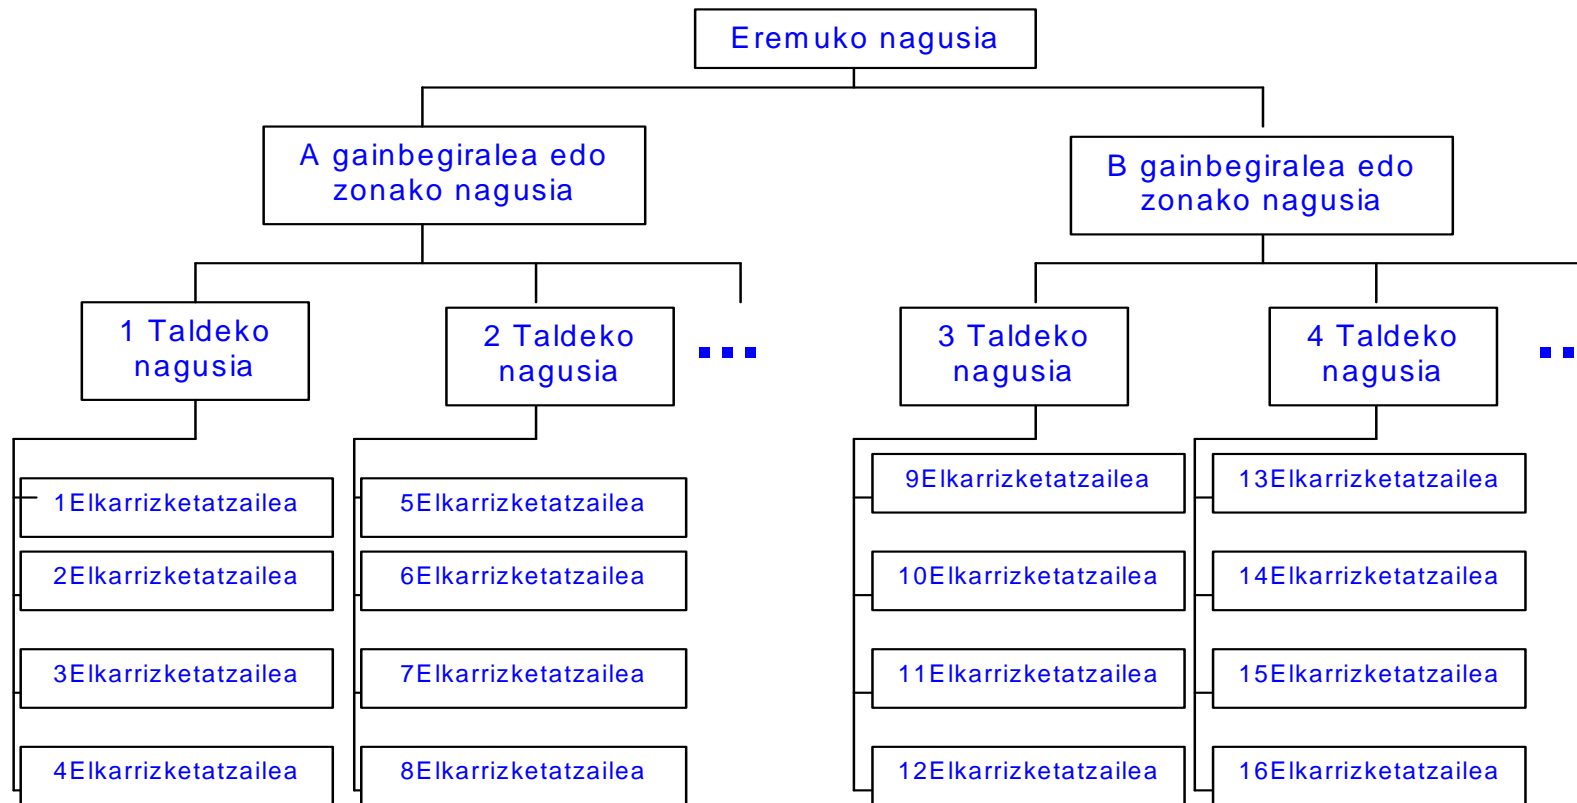 Eremuko nagusia
A gainbegiralea edo
zonako nagusia
B gainbegiralea edo
zonako nagusia
1 Taldeko
nagusia
2 Taldeko
nagusia
...
3 Taldeko
nagusia
4 Taldeko
nagusia
..
1Elkarrizketatzailea
2Elkarrizketatzailea
3Elkarrizketatzailea
4Elkarrizketatzailea
5Elkarrizketatzailea
6Elkarrizketatzailea
7Elkarrizketatzailea
8Elkarrizketatzailea
9Elkarrizketatzailea
10Elkarrizketatzailea
11Elkarrizketatzailea
12Elkarrizketatzailea
13Elkarrizketatzailea
14Elkarrizketatzailea
15Elkarrizketatzailea
16Elkarrizketatzailea